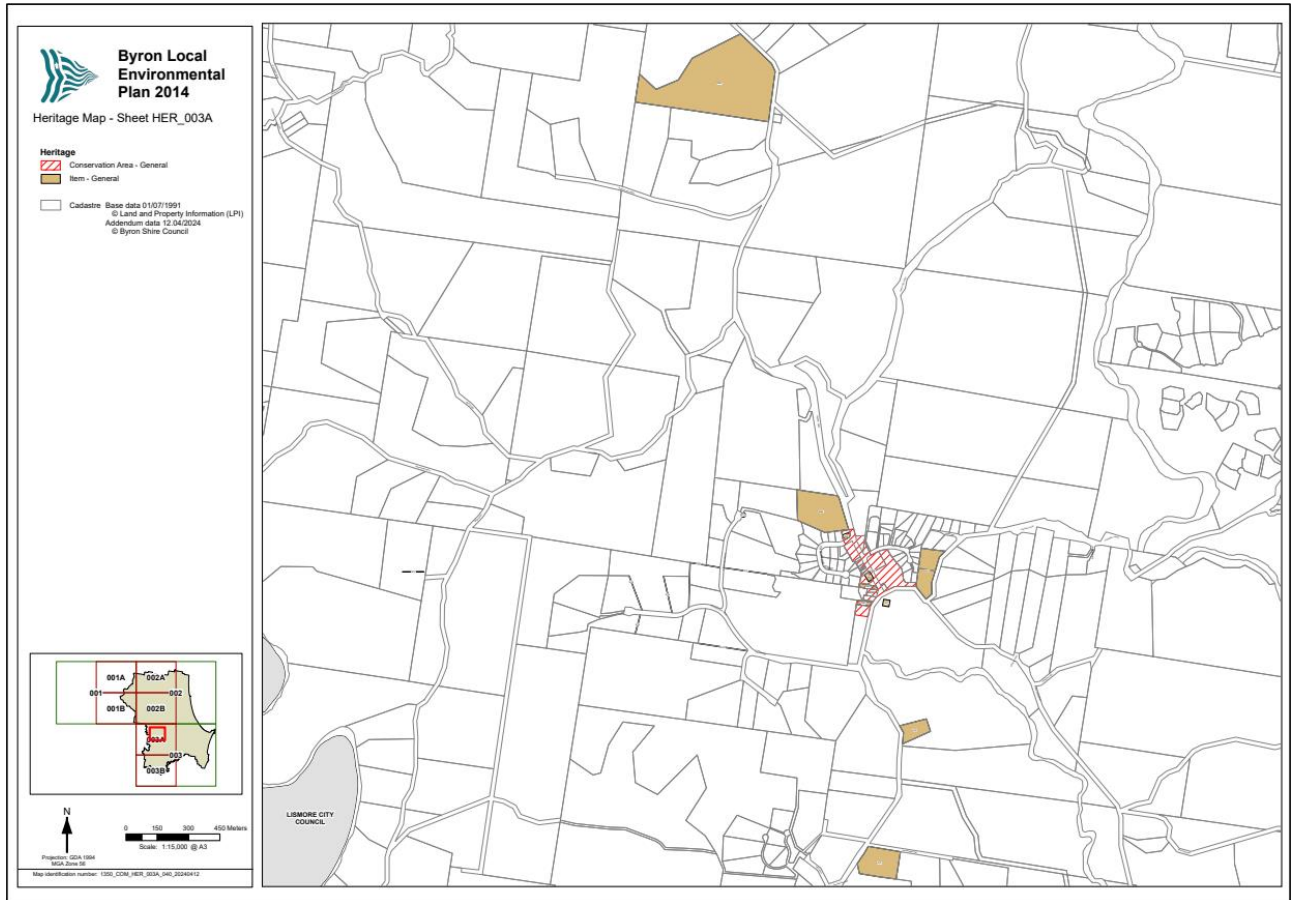 Byron Local
Environmental
Plan 2014
Heritage Map - Sheet HER_003A
Heritage
Conservation Area - General
Item - General
Cadastre Base data 01/07/1991
© Land and Property Information (LPI)
Addendum data 12.04/2024
© Byron Shire Council
001A 002A
001 002
001B 002B
003A
003
003B
N
0 150 300 450 Meters
Scale: 1:15,000 @ A3
Projection: GDA 1994
MGA Zone 56
Map identification number: 1350_COM_HER_003A_040_20240412
LISMORE CITY
COUNCIL